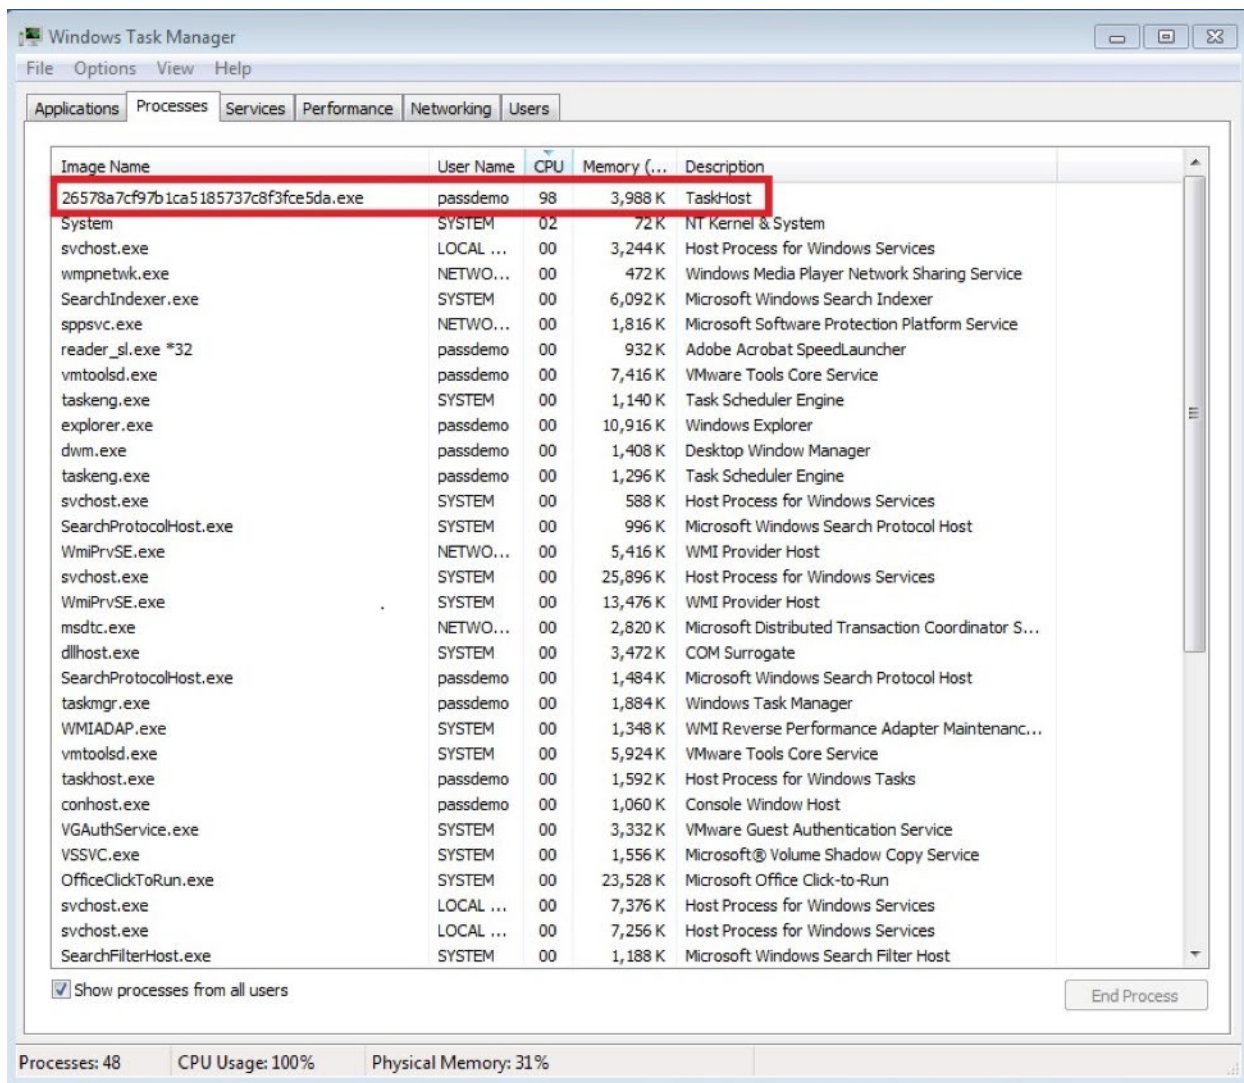 Windows Task Manager
File Options View Help
Applications Processes Services Performance Networking Users
Image Name User Name CPU Memory (... Description
26578a7cf97b1ca5185737c8f3fce5da.exe passdemo 98 3,988 K TaskHost
System SYSTEM 02 72 K NT Kernel & System
svchost.exe LOCAL ... 00 3,244 K Host Process for Windows Services
wmpnetwk.exe NETWO... 00 472 K Windows Media Player Network Sharing Service
SearchIndexer.exe SYSTEM 00 6,092 K Microsoft Windows Search Indexer
sppsvc.exe NETWO... 00 1,816 K Microsoft Software Protection Platform Service
reader_sl.exe *32 passdemo 00 932 K Adobe Acrobat SpeedLauncher
vmtoolsd.exe passdemo 00 7,416 K VMware Tools Core Service
taskeng.exe SYSTEM 00 1,140 K Task Scheduler Engine
explorer.exe passdemo 00 10,916 K Windows Explorer
dwm.exe passdemo 00 1,408 K Desktop Window Manager
taskeng.exe passdemo 00 1,296 K Task Scheduler Engine
svchost.exe SYSTEM 00 588 K Host Process for Windows Services
SearchProtocolHost.exe SYSTEM 00 996 K Microsoft Windows Search Protocol Host
WmiPrvSE.exe NETWO... 00 5,416 K WMI Provider Host
svchost.exe SYSTEM 00 25,896 K Host Process for Windows Services
WmiPrvSE.exe SYSTEM 00 13,476 K WMI Provider Host
msdtc.exe NETWO... 00 2,820 K Microsoft Distributed Transaction Coordinator S...
dllhost.exe SYSTEM 00 3,472 K COM Surrogate
SearchProtocolHost.exe passdemo 00 1,484 K Microsoft Windows Search Protocol Host
taskmgr.exe passdemo 00 1,884 K Windows Task Manager
WMIADAP.exe SYSTEM 00 1,348 K WMI Reverse Performance Adapter Maintenanc...
vmtoolsd.exe SYSTEM 00 5,924 K VMware Tools Core Service
taskhost.exe passdemo 00 1,592 K Host Process for Windows Tasks
conhost.exe passdemo 00 1,060 K Console Window Host
VGAuthService.exe SYSTEM 00 3,332 K VMware Guest Authentication Service
VSSVC.exe SYSTEM 00 1,556 K Microsoft® Volume Shadow Copy Service
OfficeClickToRun.exe SYSTEM 00 23,528 K Microsoft Office Click-to-Run
svchost.exe LOCAL ... 00 7,376 K Host Process for Windows Services
svchost.exe LOCAL ... 00 7,256 K Host Process for Windows Services
SearchFilterHost.exe SYSTEM 00 1,188 K Microsoft Windows Search Filter Host
Show processes from all users
End Process
Processes: 48 CPU Usage: 100% Physical Memory: 31%